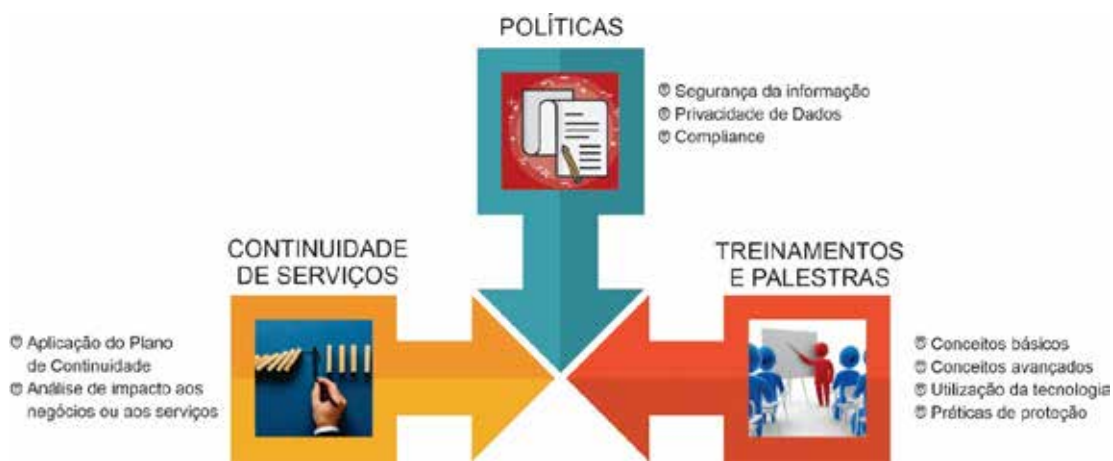 POLÍTICAS
Segurança da informação
Privacidade de Dados
Compliance
CONTINUIDADE
DE SERVIÇOS
Aplicação do Plano
de Continuidade
Análise de impacto aos
negócios ou aos serviços
TREINAMENTOS
E PALESTRAS
Conceitos básicos
Conceitos avançados
Utilização da tecnologia
Práticas de proteção